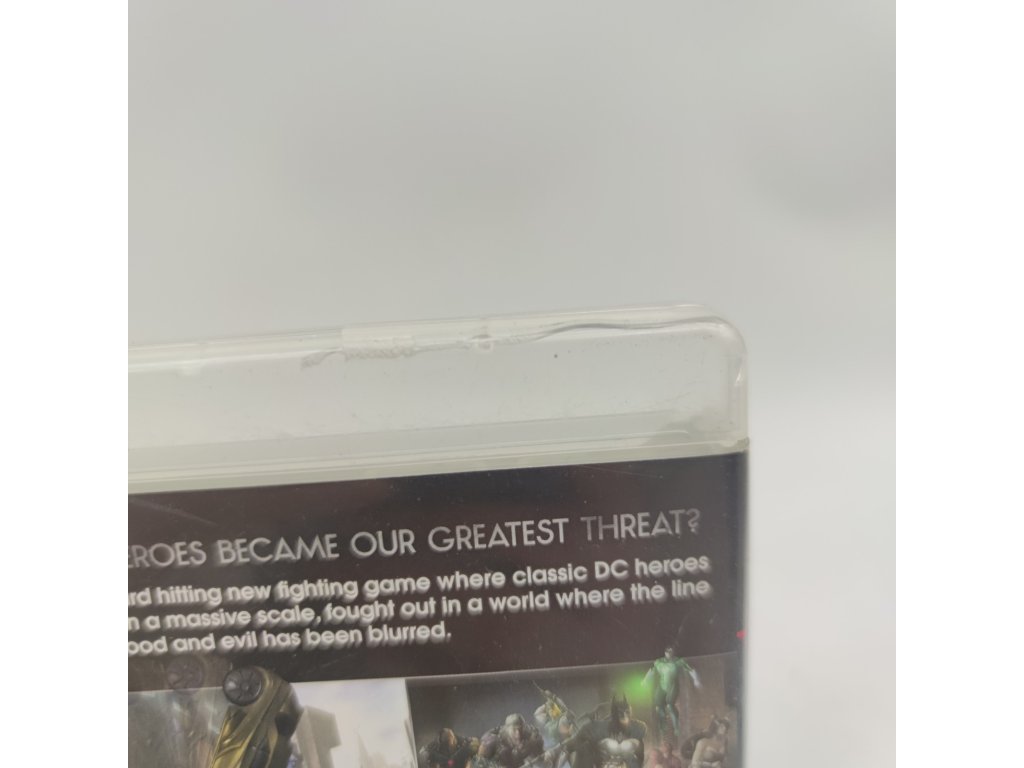 EROES BECAME OUR GREATEST THREAT?
rd hitting new fighting game where classic DC heroes
n a massive scale, fought out in a world where the line
ood and evil has been blurred.